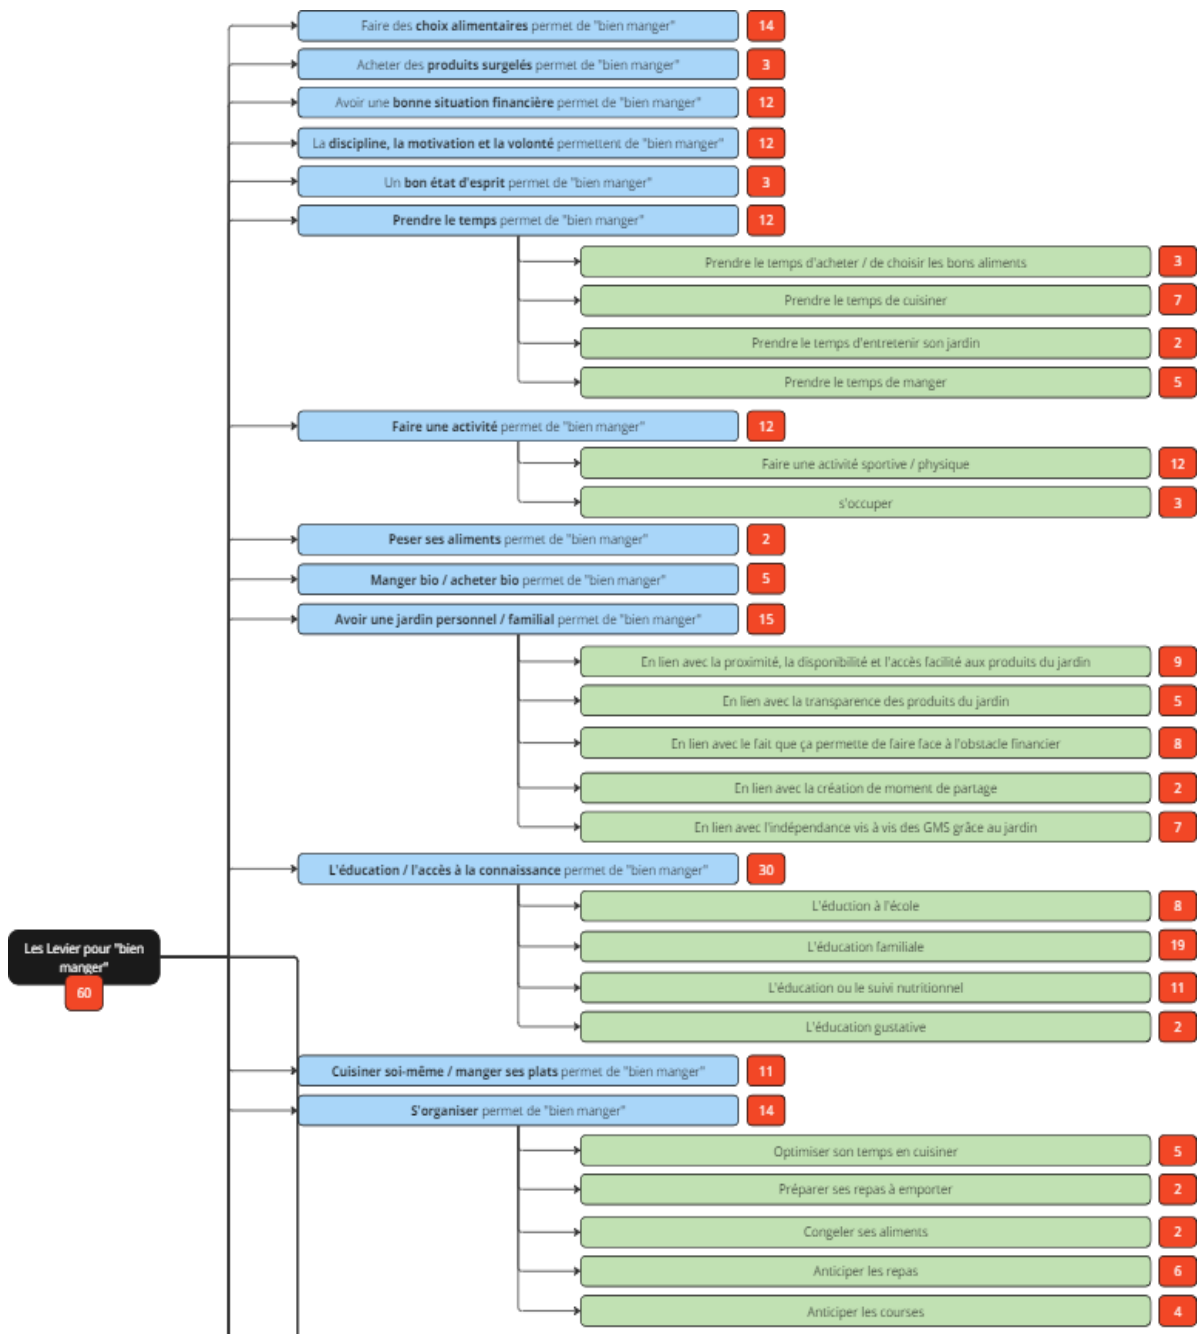 Faire des choix alimentaires permet de "bien manger" 14
Acheter des produits surgelés permet de "bien manger" 3
Avoir une bonne situation financière permet de "bien manger" 12
La discipline, la motivation et la volonté permettent de "bien manger" 12
Un bon état d'esprit permet de "bien manger" 3
Prendre le temps permet de "bien manger" 12
Prendre le temps d'acheter / de choisir les bons aliments 3
Prendre le temps de cuisiner 7
Prendre le temps d'entretenir son jardin 2
Prendre le temps de manger 5
Faire une activité permet de "bien manger" 12
Faire une activité sportive / physique 12
s'occuper 3
Peser ses aliments permet de "bien manger" 2
Manger bio / acheter bio permet de "bien manger" 5
Avoir une jardin personnel / familial permet de "bien manger" 15
En lien avec la proximité, la disponibilité et l'accès facilité aux produits du jardin 9
En lien avec la transparence des produits du jardin 5
En lien avec le fait que ça permette de faire face à l'obstacle financier 8
En lien avec la création de moment de partage 2
En lien avec l'indépendance vis à vis des GMS grâce au jardin 7
L'éducation / l'accès à la connaissance permet de "bien manger" 30
L'éduction à l'école 8
L'éducation familiale 19
L'éducation ou le suivi nutritionnel 11
L'éducation gustative 2
Les Levier pour "bien
manger"
60
Cuisiner soi-même / manger ses plats permet de "bien manger" 11
S'organiser permet de "bien manger" 14
Optimiser son temps en cuisiner 5
Préparer ses repas à emporter 2
Congeler ses aliments 2
Anticiper les repas 6
Anticiper les courses 4